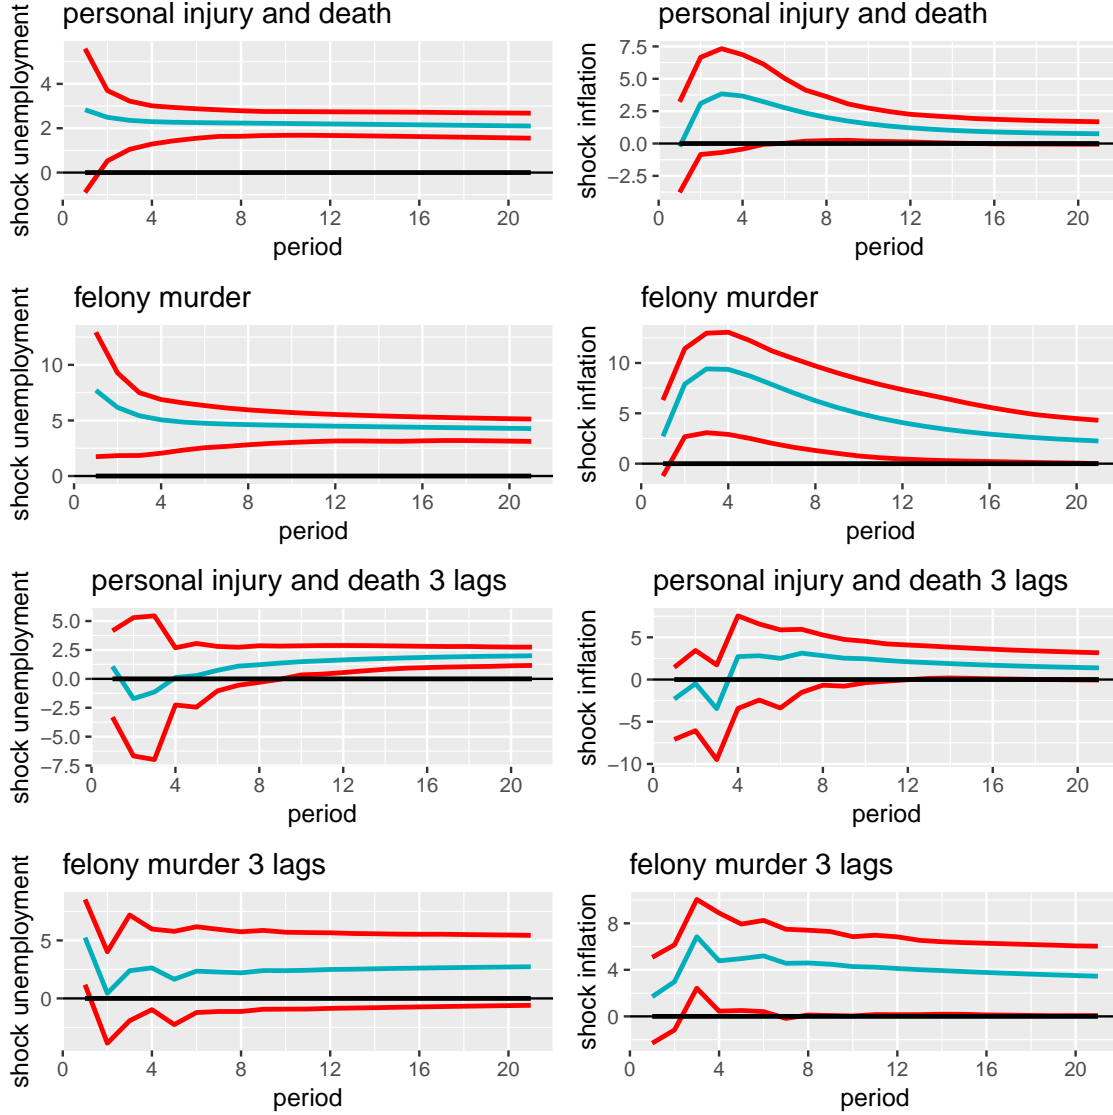 personal injury and death
shock unemployment
4
2
0
0 4 8 12 16 20
period
personal injury and death
shock inflation
7.5
5.0
2.5
0.0
−2.5
0 4 8 12 16 20
period
felony murder
shock unemployment
10
5
0
0 4 8 12 16 20
period
felony murder
shock inflation
10
5
0
0 4 8 12 16 20
period
personal injury and death 3 lags
shock unemployment
5.0
2.5
0.0
−2.5
−5.0
−7.5
0 4 8 12 16 20
period
personal injury and death 3 lags
shock inflation
5
0
−5
−10
0 4 8 12 16 20
period
felony murder 3 lags
shock unemployment
5
0
0 4 8 12 16 20
period
felony murder 3 lags
shock inflation
8
4
0
0 4 8 12 16 20
period